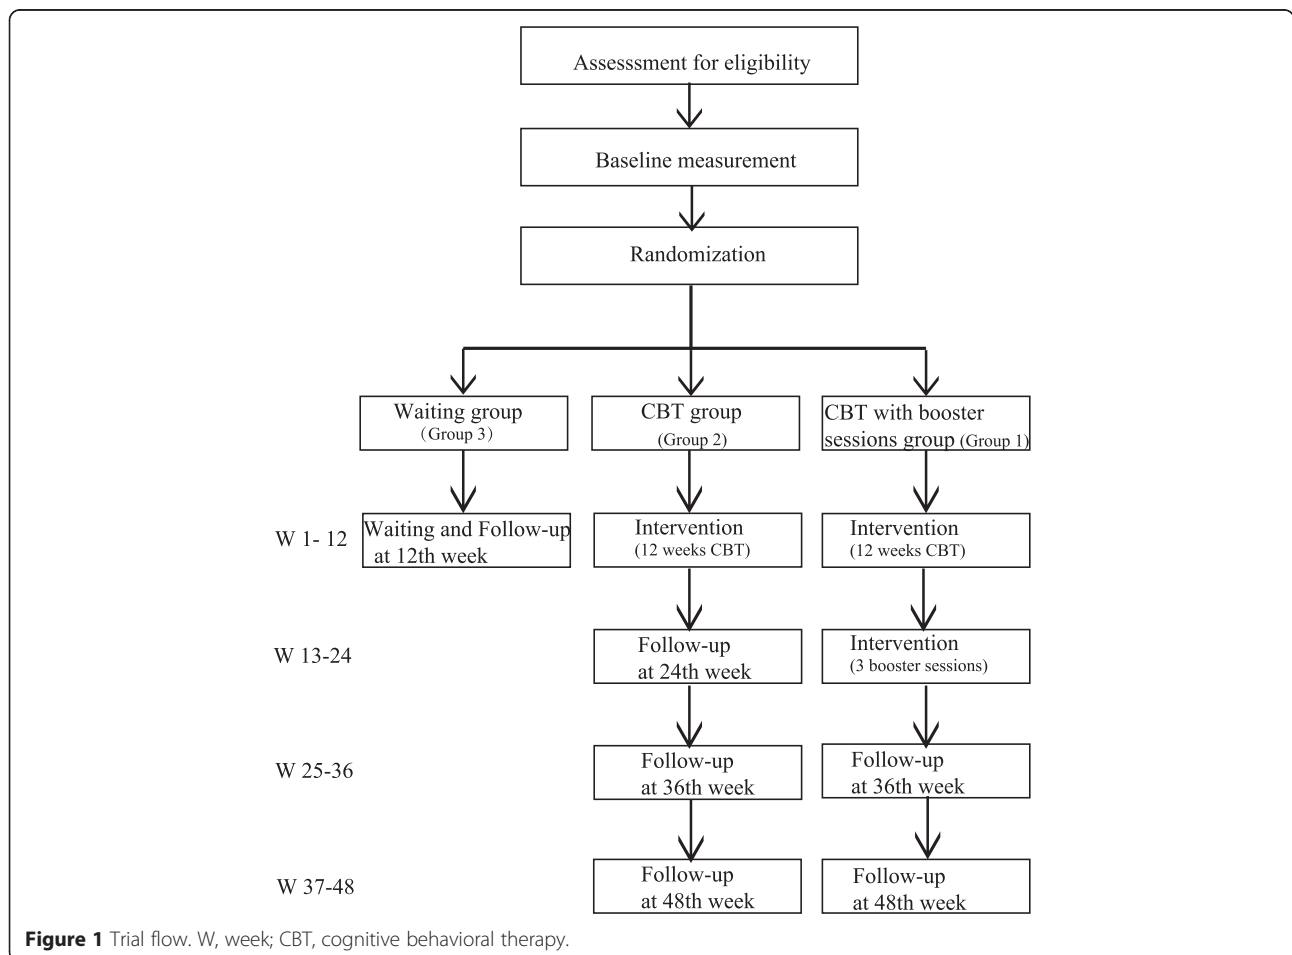 Assesssment for eligibility
Baseline measurement
Randomization
Waiting group
(Group 3)
CBT group
(Group 2)
CBT with booster
sessions group (Group 1)
W 1- 12
Waiting and Follow-up
at 12th week
Intervention
(12 weeks CBT)
Intervention
(12 weeks CBT)
W 13-24
Follow-up
at 24th week
Intervention
(3 booster sessions)
W 25-36
Follow-up
at 36th week
Follow-up
at 36th week
W 37-48
Follow-up
at 48th week
Follow-up
at 48th week
Figure 1 Trial flow. W, week; CBT, cognitive behavioral therapy.